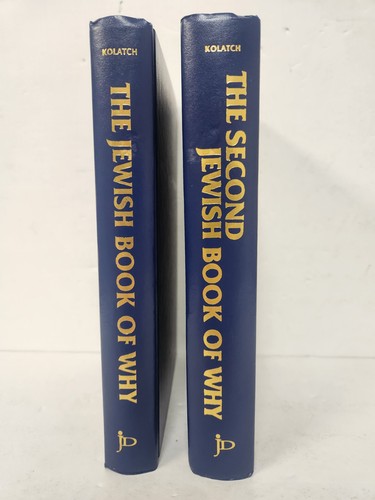 KOLATCH
THE JEWISH BOOK OF WHY
JD
KOLATCH
THE SECOND
JEWISH BOOK OF WHY
JD